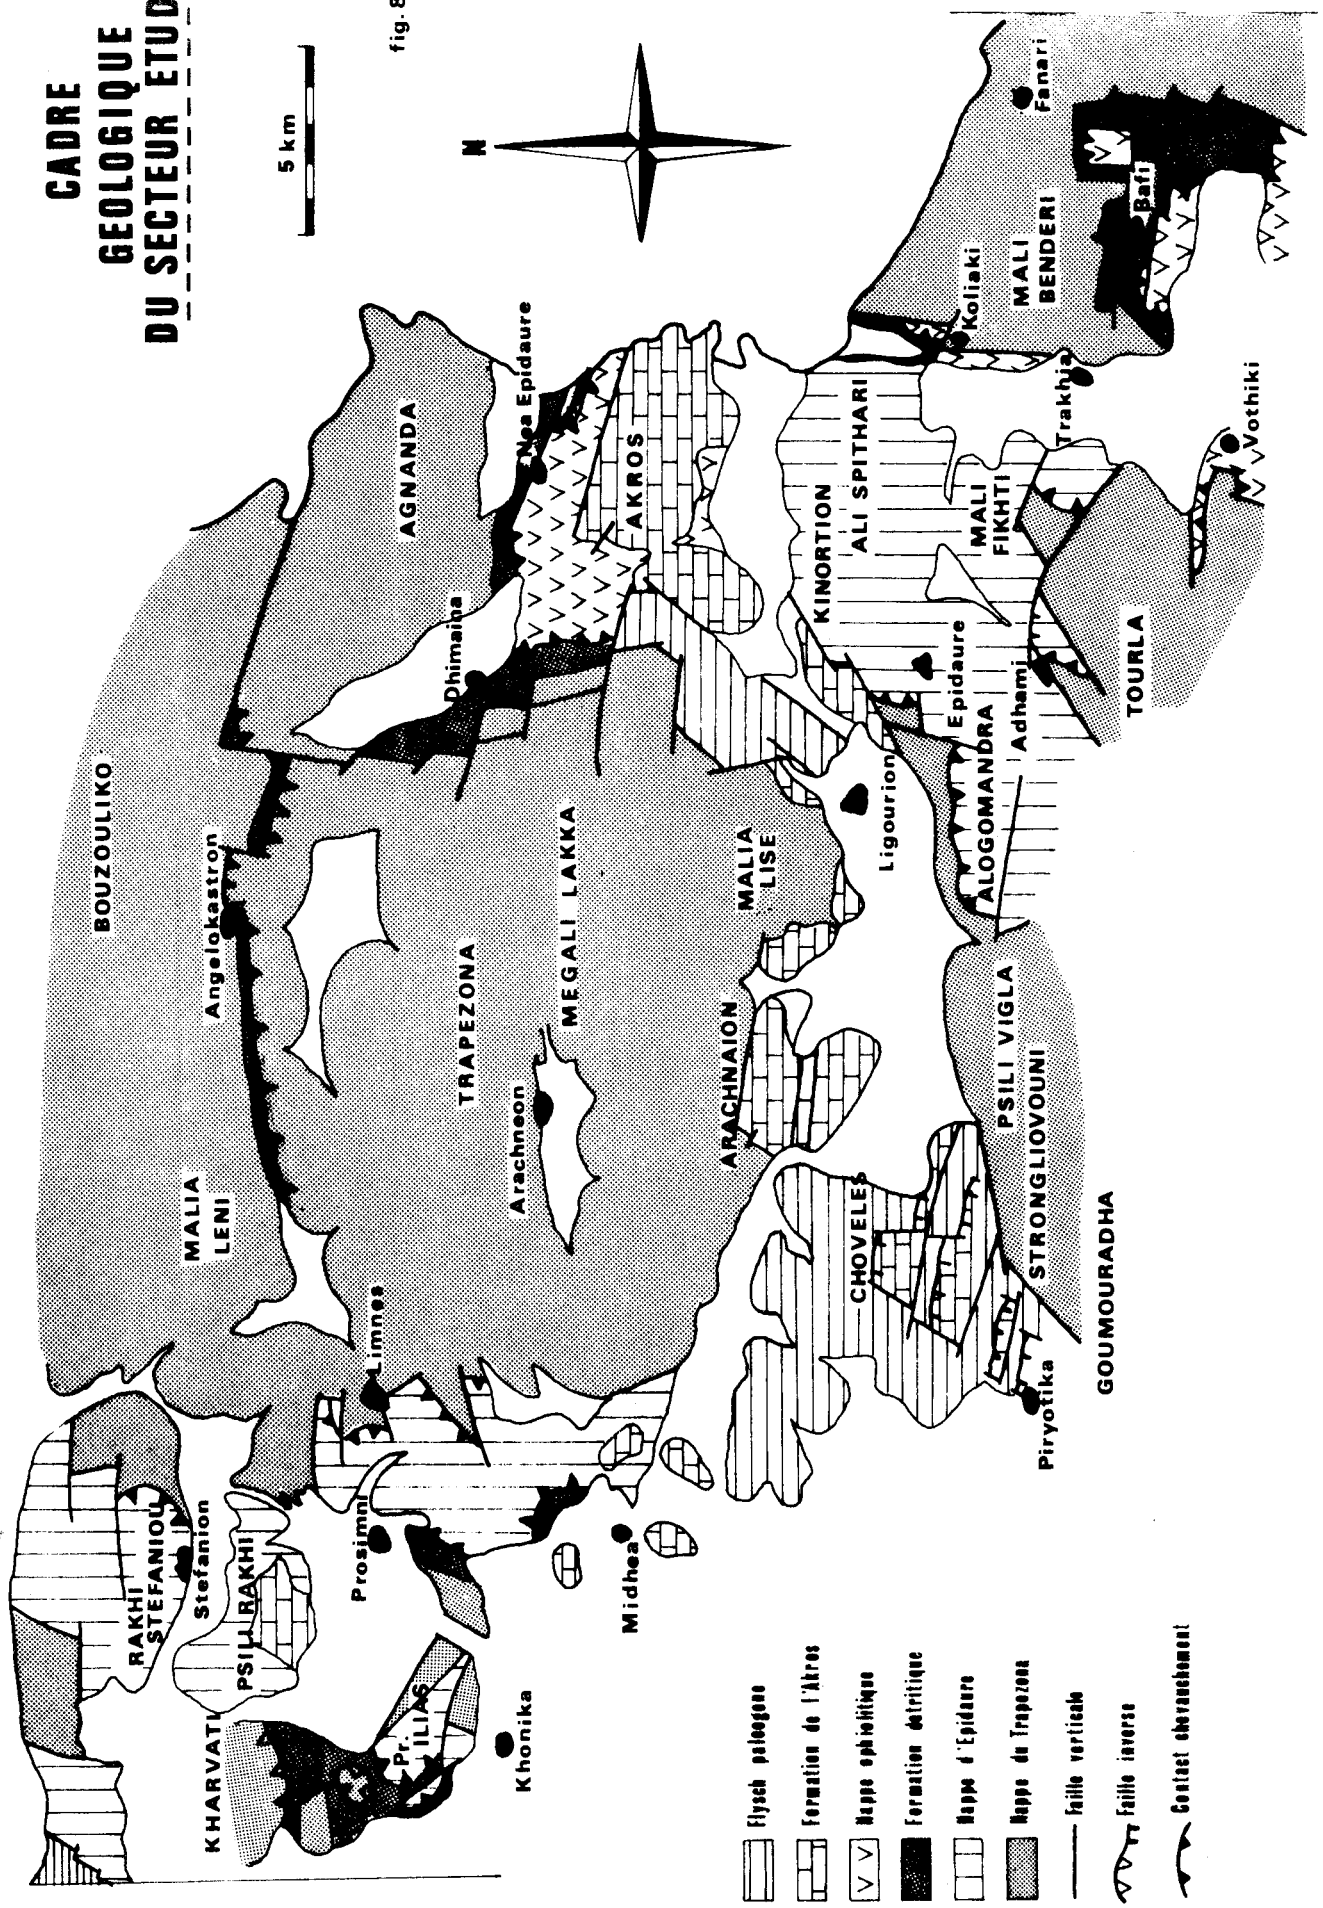 CADRE
GEOLOGIQUE
DU SECTEUR ETUD
5 km
fig. 8
N
BOUZOULIKO
MALIA
LENI
Angelokastron
AGNANDA
Dhimaina
Nea Epidaure
TRAPEZONA
MEGALI LAKKA
Arachneon
AKROS
ARACHNAION
MALIA
LISE
Ligourion
KINORTION
ALI SPITHARI
MALI
FIKHTI
Epidaure
Adhami
ALOGOMANDRA
TOURLA
Koliaki
Trakhia
MALI
BENDERI
Fanari
Bafi
Vothiki
PSILI VIGLA
STRONGLIOVOUNI
GOUMOURADHA
CHOVELES
Piryotika
Limnes
RAKHI
STEFANIOU
Stefanion
PSILI RAKHI
Prosimni
Midhea
KHARVATI
Pr.
ILIAS
Khonika
Flysch paleogene
Formation de l'Akros
Nappe ophiolitique
Formation detritique
Nappe d'Epidaure
Nappe du Trapezona
Faille verticale
Faille inverse
Contact chevauchement